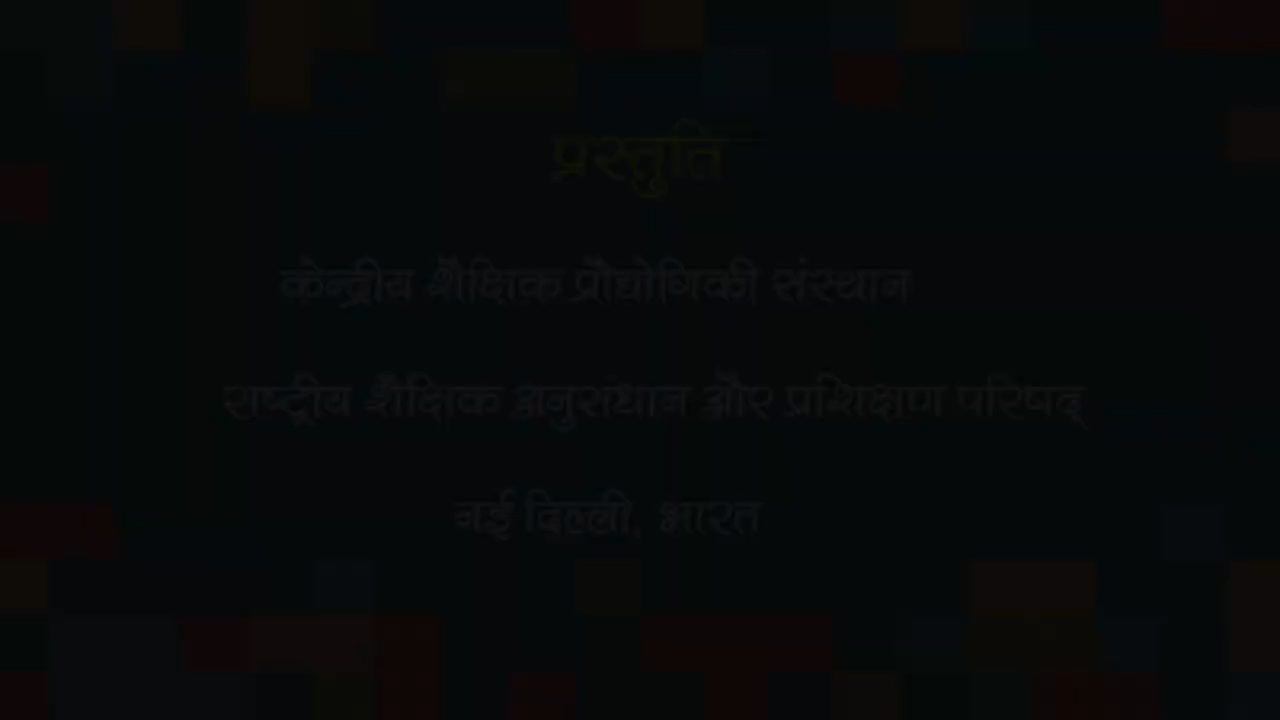 प्रस्तुति
केन्द्रीय शैक्षिक प्रौद्योगिकी संस्थान
राष्ट्रीय शैक्षिक अनुसंधान और प्रशिक्षण परिषद्
नई दिल्ली, भारत